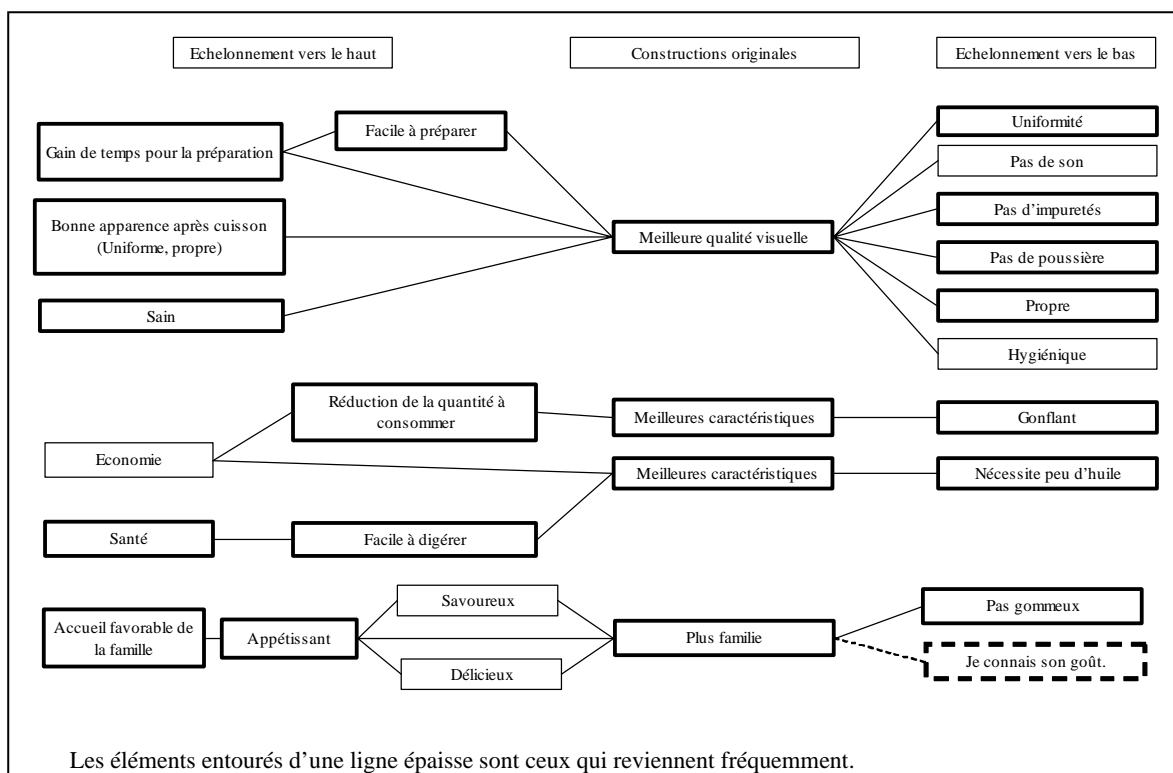 Echelonnement vers le haut
Constructions originales
Echelonnement vers le bas
Gain de temps pour la préparation
Facile à préparer
Bonne apparence après cuisson
(Uniforme, propre)
Sain
Meilleure qualité visuelle
Uniformité
Pas de son
Pas d'impuretés
Pas de poussière
Propre
Hygiénique
Réduction de la quantité à
consommer
Meilleures caractéristiques
Gonflant
Economie
Meilleures caractéristiques
Nécessite peu d'huile
Santé
Facile à digérer
Accueil favorable de
la famille
Appétissant
Savoureux
Délicieux
Plus familie
Pas gommeux
Je connais son goût.
Les éléments entourés d'une ligne épaisse sont ceux qui reviennent fréquemment.